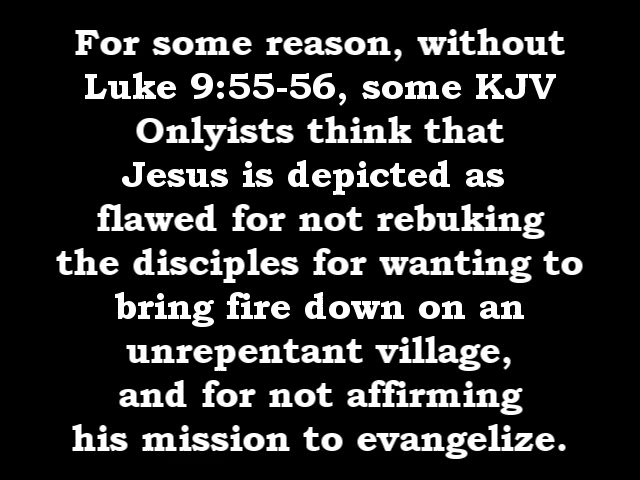 For some reason, without
Luke 9:55-56, some KJV
Onlyists think that
Jesus is depicted as
flawed for not rebuking
the disciples for wanting to
bring fire down on an
unrepentant village,
and for not affirming
his mission to evangelize.